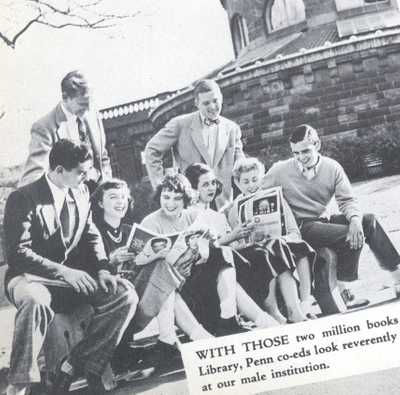 WITH THOSE two million books
Library, Penn co-eds look reverently
at our male institution.